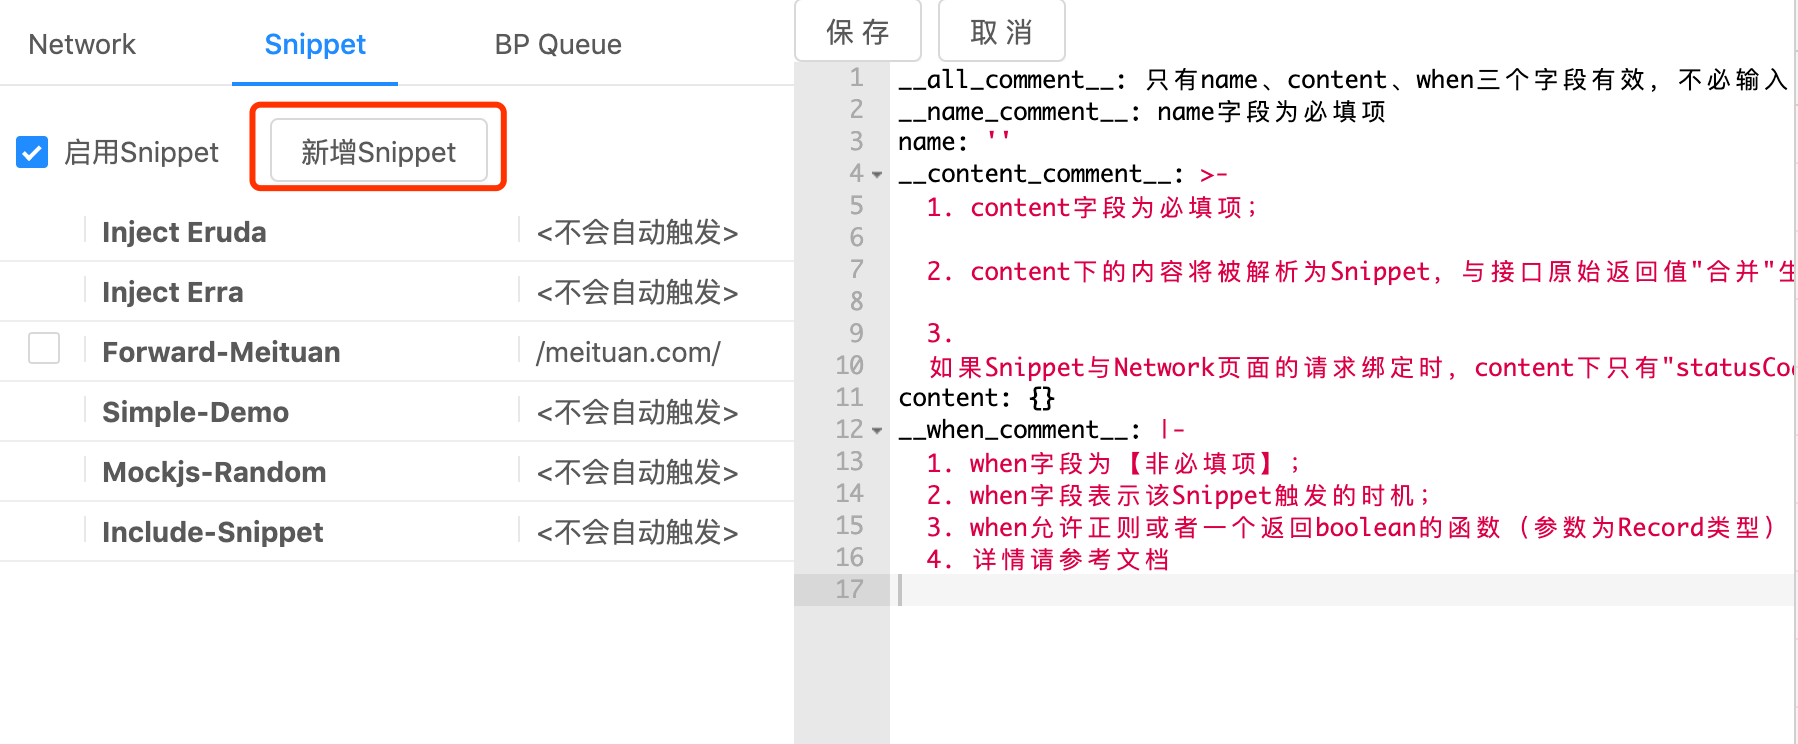 Network Snippet BP Queue
启用Snippet 新增Snippet
Inject Eruda <不会自动触发>
Inject Erra <不会自动触发>
Forward-Meituan /meituan.com/
Simple-Demo <不会自动触发>
Mockjs-Random <不会自动触发>
Include-Snippet <不会自动触发>
保 存 取 消
1 __all_comment__: 只有name、content、when三个字段有效，不必输入
2 __name_comment__: name字段为必填项
3 name: ''
4 __content_comment__: >-
5 1. content字段为必填项；
6
7 2. content下的内容将被解析为Snippet，与接口原始返回值"合并"生
8
9 3.
10 如果Snippet与Network页面的请求绑定时，content下只有"statusCo
11 content: {}
12 __when_comment__: |-
13 1. when字段为【非必填项】；
14 2. when字段表示该Snippet触发的时机；
15 3. when允许正则或者一个返回boolean的函数（参数为Record类型）
16 4. 详情请参考文档
17